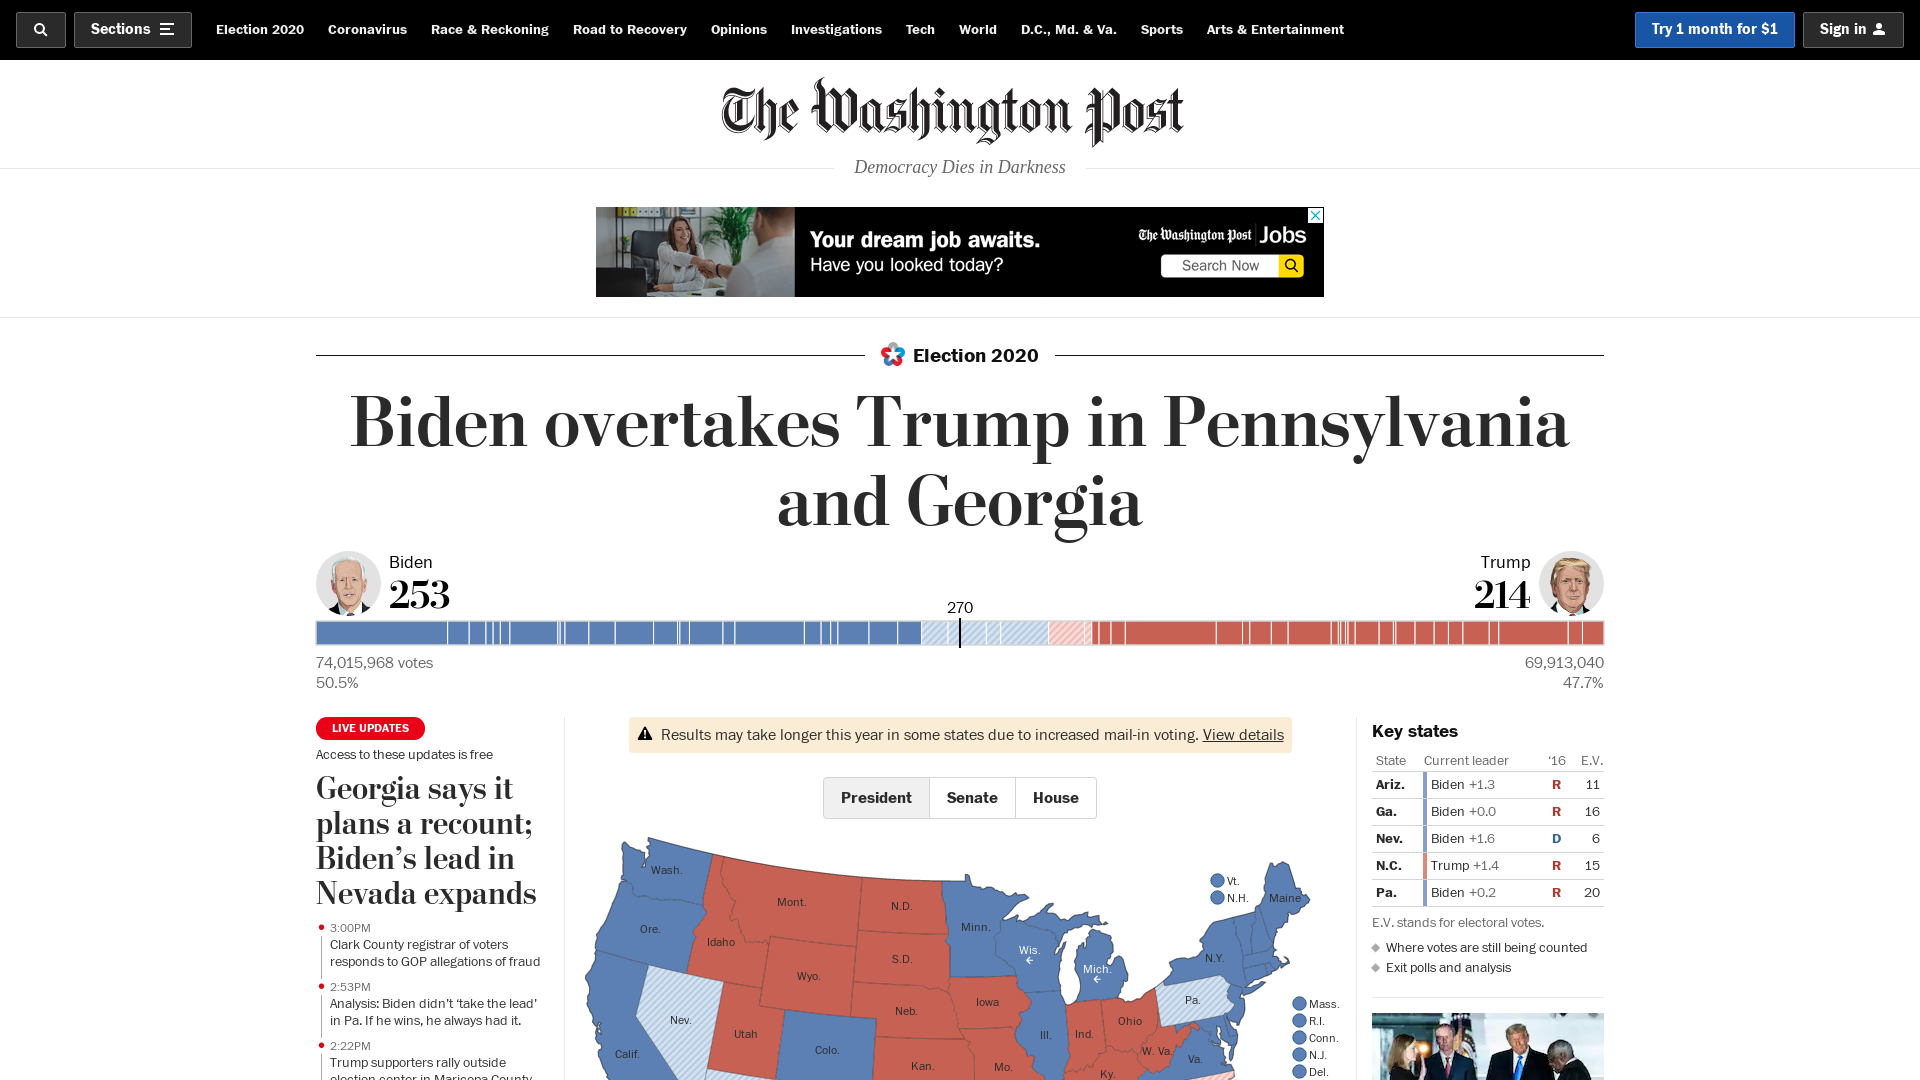 Sections
Election 2020
Coronavirus
Race & Reckoning
Road to Recovery
Opinions
Investigations
Tech
World
D.C., Md. & Va.
Sports
Arts & Entertainment
Try 1 month for $1
Sign in
The Washington Post
Democracy Dies in Darkness
Your dream job awaits.
Have you looked today?
The Washington Post Jobs
Search Now
Election 2020
Biden overtakes Trump in Pennsylvania
and Georgia
Biden
253
Trump
214
270
74,015,968 votes
50.5%
69,913,040
47.7%
LIVE UPDATES
Access to these updates is free
Georgia says it
plans a recount;
Biden’s lead in
Nevada expands
3:00PM
Clark County registrar of voters
responds to GOP allegations of fraud
2:53PM
Analysis: Biden didn’t ‘take the lead’
in Pa. If he wins, he always had it.
2:22PM
Trump supporters rally outside
election center in Maricopa County
Results may take longer this year in some states due to increased mail-in voting. View details
President
Senate
House
Wash.
Mont.
N.D.
Minn.
Vt.
N.H.
Maine
Ore.
Idaho
Wis.
S.D.
Mich.
N.Y.
Wyo.
Iowa
Pa.
Mass.
Neb.
Nev.
Ohio
R.I.
Utah
Ill.
Ind.
Conn.
Colo.
Calif.
W. Va.
N.J.
Va.
Kan.
Mo.
Ky.
Del.
Key states
State Current leader ‘16 E.V.
Ariz. Biden +1.3 R 11
Ga. Biden +0.0 R 16
Nev. Biden +1.6 D 6
N.C. Trump +1.4 R 15
Pa. Biden +0.2 R 20
E.V. stands for electoral votes.
Where votes are still being counted
Exit polls and analysis